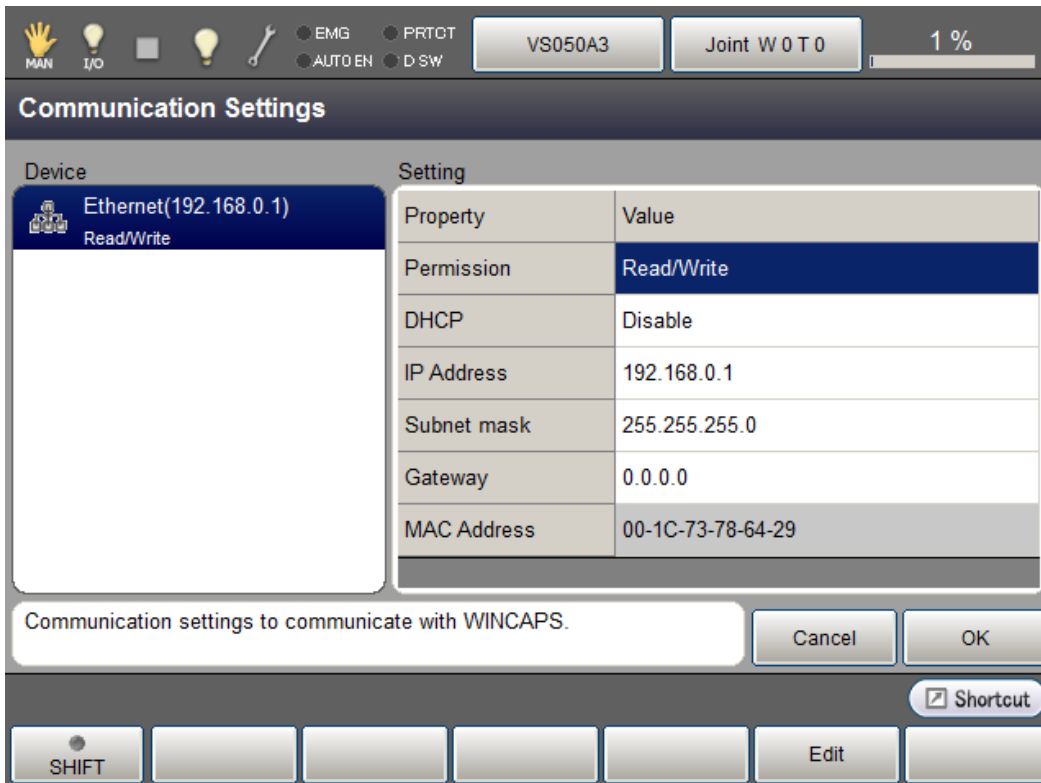 MAN
I/O
EMG
AUTO EN
PRTCT
D SW
VS050A3
Joint W 0 T 0
1 %
Communication Settings
Device
Ethernet(192.168.0.1)
Read/Write
Setting
Property Value
Permission Read/Write
DHCP Disable
IP Address 192.168.0.1
Subnet mask 255.255.255.0
Gateway 0.0.0.0
MAC Address 00-1C-73-78-64-29
Communication settings to communicate with WINCAPS.
Cancel
OK
Shortcut
SHIFT
Edit